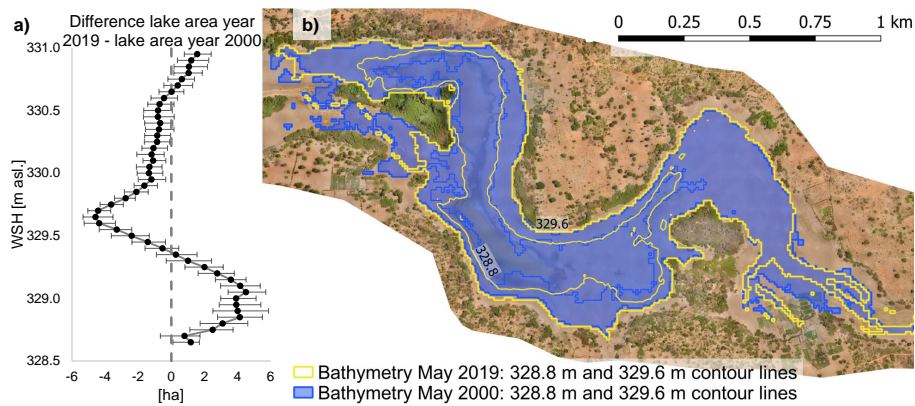 a)
Difference lake area year
2019 - lake area year 2000
331.0
330.5
330.0
329.5
329.0
328.5
WSH [m asl.]
-6 -4 -2 0 2 4 6
[ha]
b)
0 0.25 0.5 0.75 1 km
329.6
328.8
Bathymetry May 2019: 328.8 m and 329.6 m contour lines
Bathymetry May 2000: 328.8 m and 329.6 m contour lines